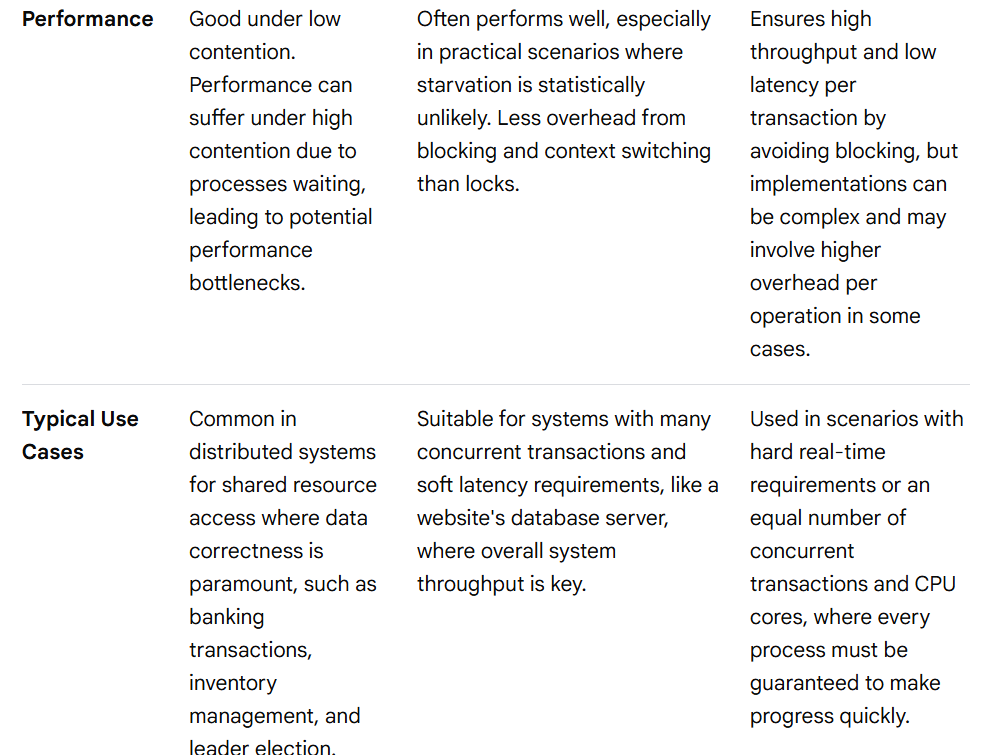 Performance
Good under low
contention.
Performance can
suffer under high
contention due to
processes waiting,
leading to potential
performance
bottlenecks.
Often performs well, especially
in practical scenarios where
starvation is statistically
unlikely. Less overhead from
blocking and context switching
than locks.
Ensures high
throughput and low
latency per
transaction by
avoiding blocking, but
implementations can
be complex and may
involve higher
overhead per
operation in some
cases.
Typical Use
Cases
Common in
distributed systems
for shared resource
access where data
correctness is
paramount, such as
banking
transactions,
inventory
management, and
leader election.
Suitable for systems with many
concurrent transactions and
soft latency requirements, like a
website's database server,
where overall system
throughput is key.
Used in scenarios with
hard real-time
requirements or an
equal number of
concurrent
transactions and CPU
cores, where every
process must be
guaranteed to make
progress quickly.